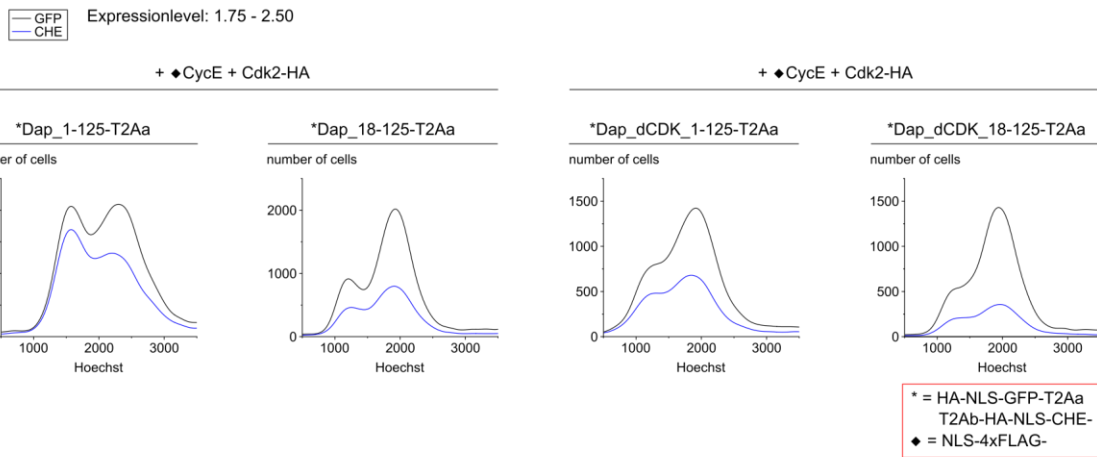 GFP
CHE
Expressionlevel: 1.75 - 2.50
+ ◆CycE + Cdk2-HA
+ ◆CycE + Cdk2-HA
*Dap_1-125-T2Aa
*Dap_18-125-T2Aa
*Dap_dCDK_1-125-T2Aa
*Dap_dCDK_18-125-T2Aa
er of cells
number of cells
number of cells
number of cells
2000
1000
0
1500
1000
500
0
1500
1000
500
0
1000 2000 3000
1000 2000 3000
1000 2000 3000
1000 2000 3000
Hoechst
Hoechst
Hoechst
Hoechst
* = HA-NLS-GFP-T2Aa
T2Ab-HA-NLS-CHE-
◆ = NLS-4xFLAG-